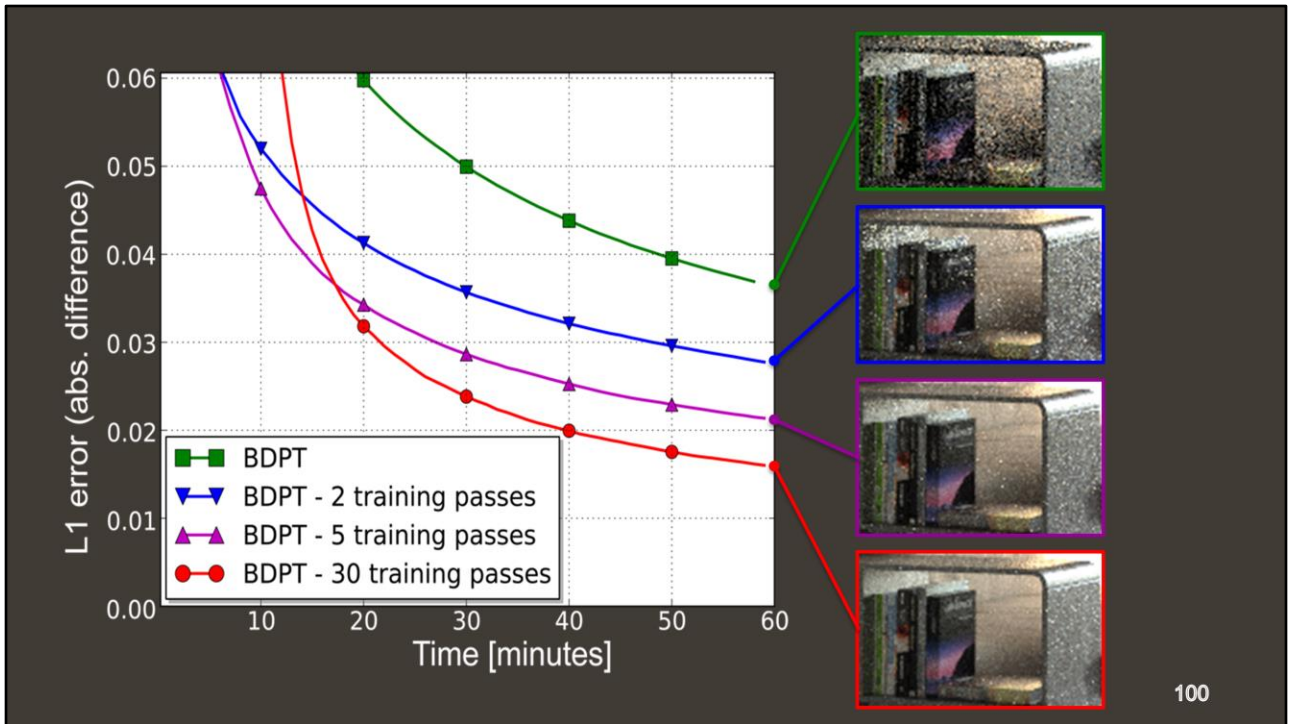 0.06
0.05
0.04
0.03
0.02
0.01
0.00
L1 error (abs. difference)
BDPT
BDPT - 2 training passes
BDPT - 5 training passes
BDPT - 30 training passes
10 20 30 40 50 60
Time [minutes]
100